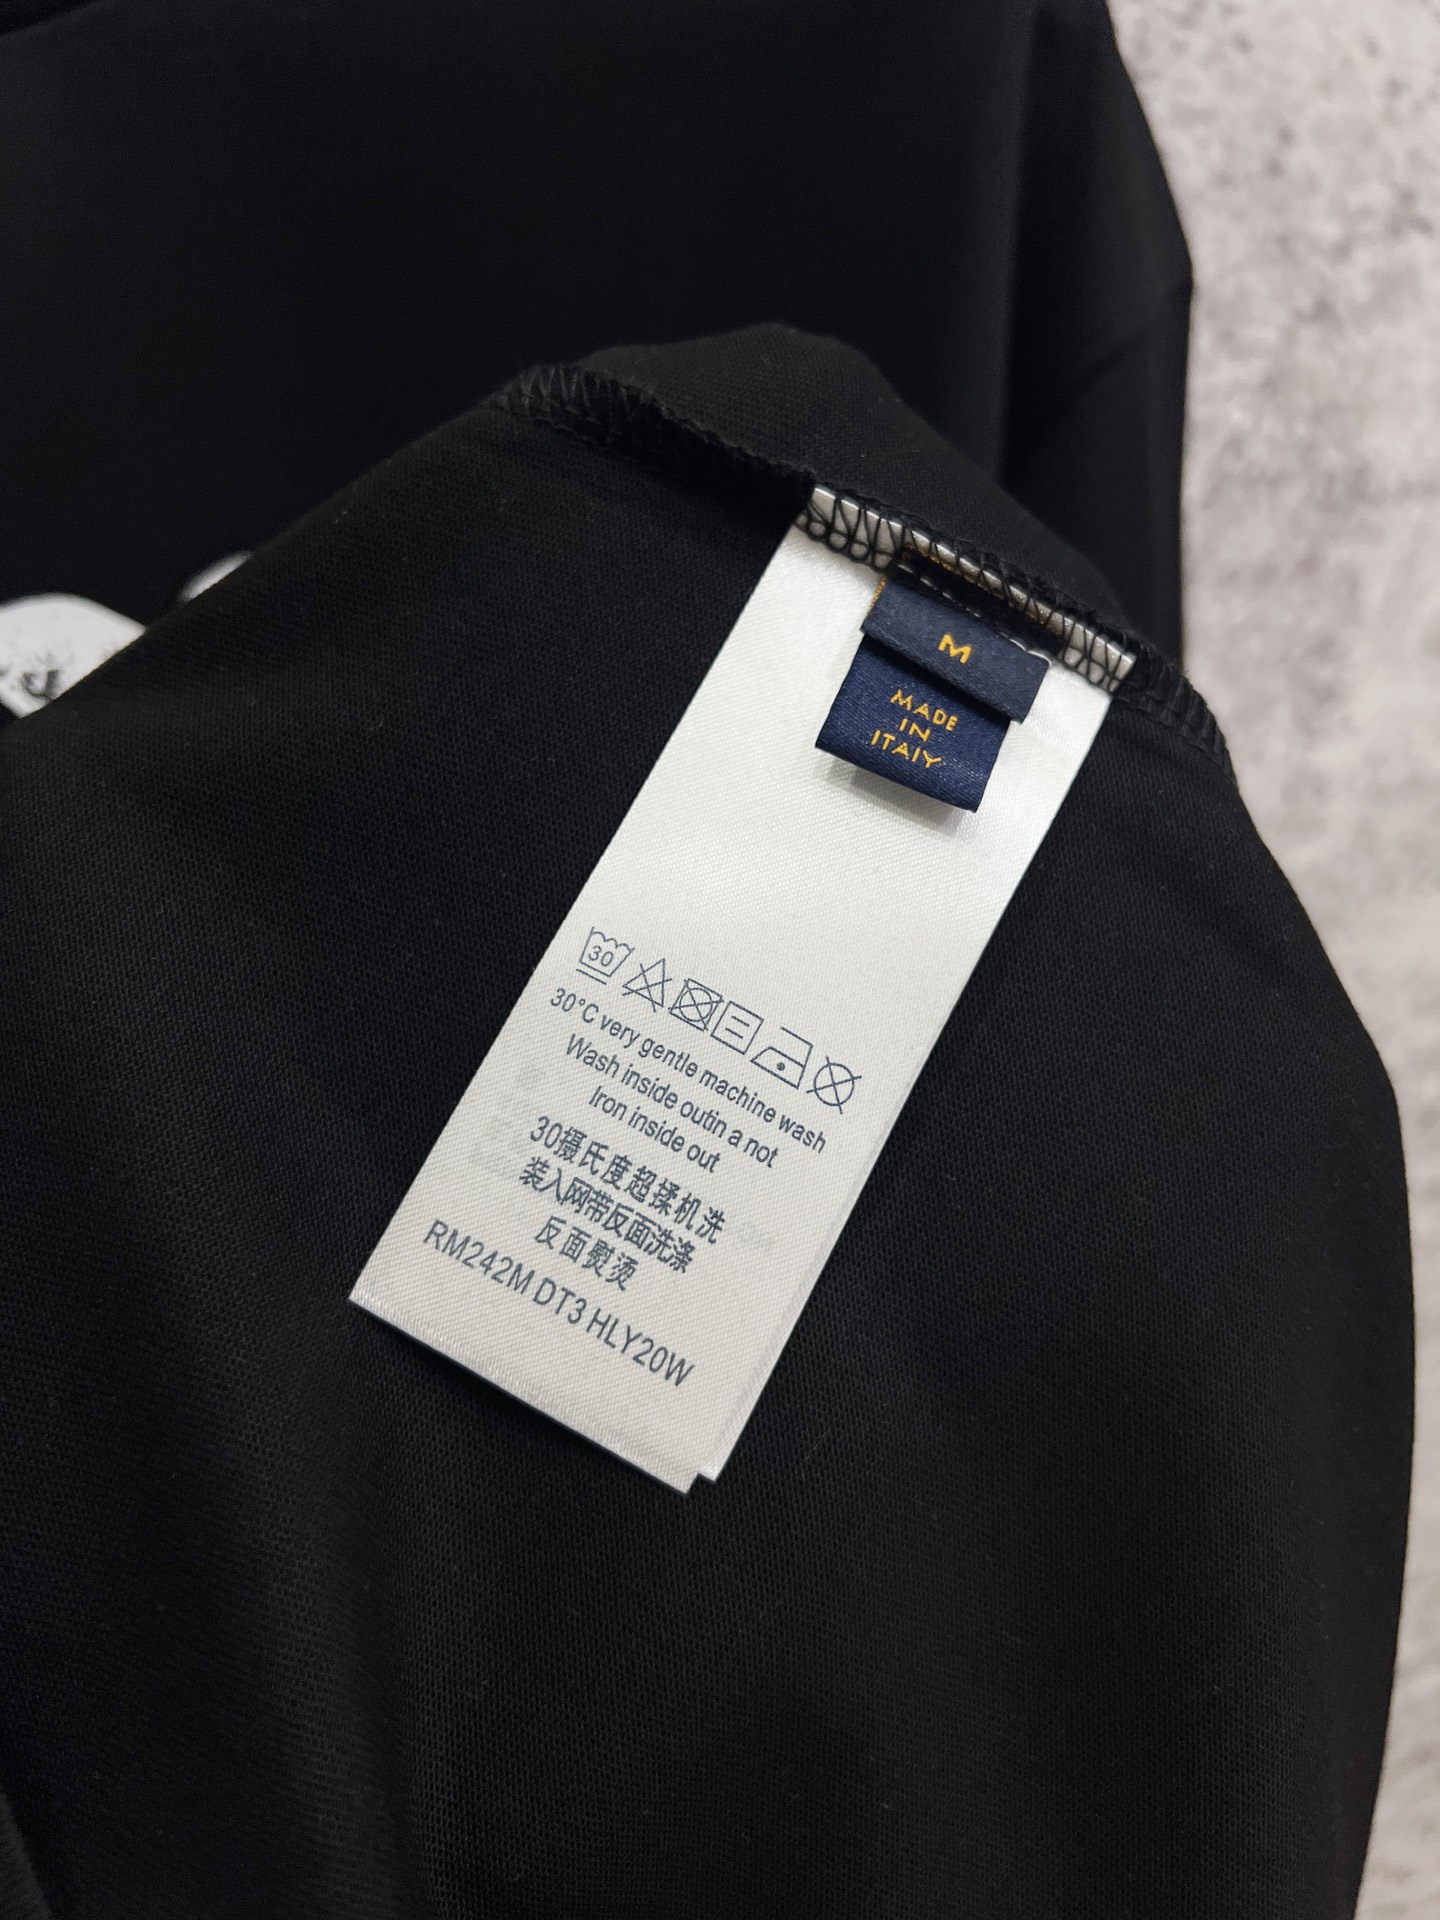 M
MADE
IN
ITAIY
30
30°C very gentle machine wash
Wash inside outin a not
Iron inside out
30摄氏度超揉机洗
装入网带反面洗涤
反面熨烫
RM242M DT3 HLY20W